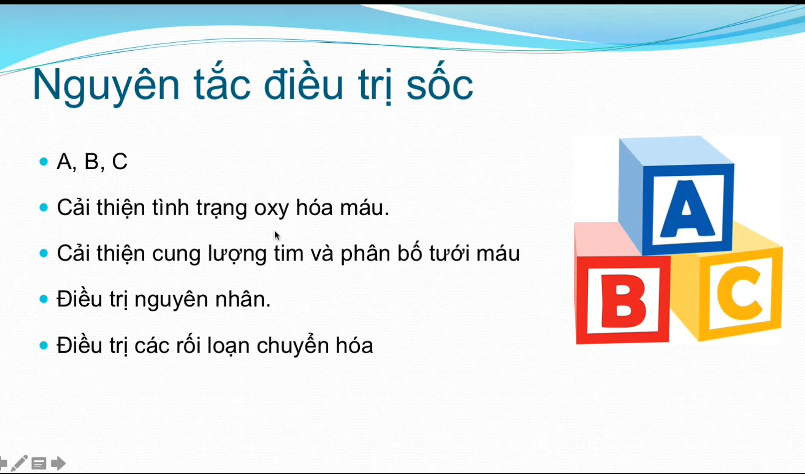 Nguyên tắc điều trị sốc
A, B, C
Cải thiện tình trạng oxy hóa máu.
Cải thiện cung lượng tim và phân bố tưới máu
Điều trị nguyên nhân.
Điều trị các rối loạn chuyển hóa
A
B
C